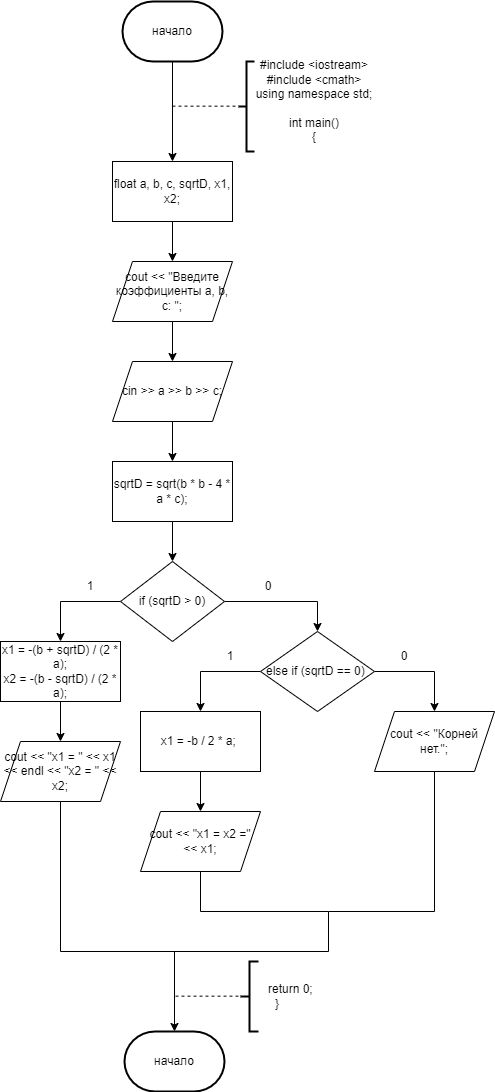 начало
#include <iostream>
#include <cmath>
using namespace std;
int main()
{
float a, b, c, sqrtD, x1,
x2;
cout << "Введите
коэффициенты a, b,
c: ";
cin >> a >> b >> c;
sqrtD = sqrt(b * b - 4 *
a * c);
if (sqrtD > 0)
1
0
x1 = -(b + sqrtD) / (2 *
a);
x2 = -(b - sqrtD) / (2 *
a);
cout << "x1 = " << x1
<< endl << "x2 = " <<
x2;
else if (sqrtD == 0)
1
0
x1 = -b / 2 * a;
cout << "x1 = x2 ="
<< x1;
cout << "Корней
нет.";
return 0;
}
начало